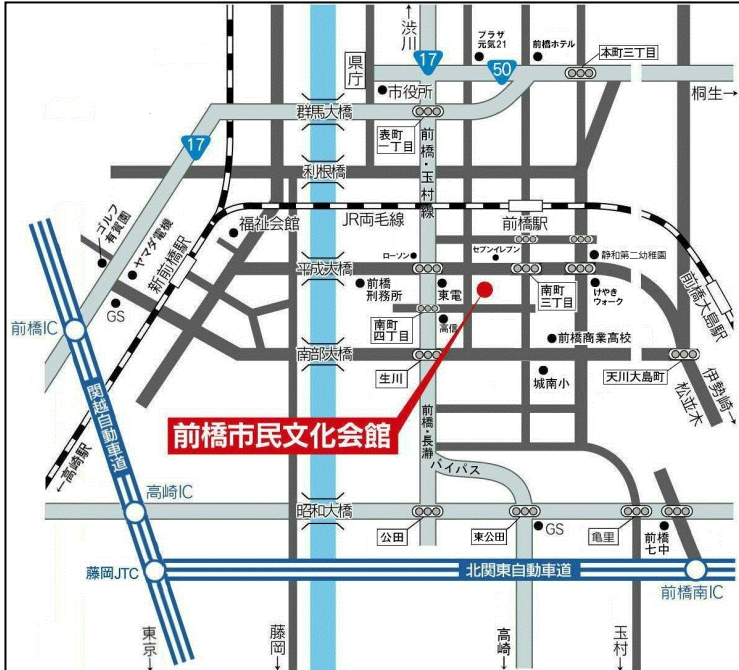 ↑渋川
プラザ
元気21
前橋ホテル
本町三丁目
県庁
17
50
市役所
桐生→
群馬大橋
表町
一丁目
17
前橋・玉村線
利根橋
ゴルフ
有賀園
ヤマダ電機
新前橋駅
福祉会館
JR両毛線
前橋駅
ローソン
セブンイレブン
静和第二幼稚園
平成大橋
前橋
刑務所
東電
南町
三丁目
けやき
ウォーク
前橋大島駅
GS
前橋IC
南町
四丁目
高信
前橋商業高校
南部大橋
生川
城南小
天川大島町
伊勢崎→
松並木
関越自動車道
前橋市民文化会館
前橋・長瀞
バイパス
←高崎駅
高崎IC
昭和大橋
公田
東公田
GS
亀里
前橋
七中
藤岡JTC
北関東自動車道
前橋南IC
東京→
藤岡→
高崎→
玉村→